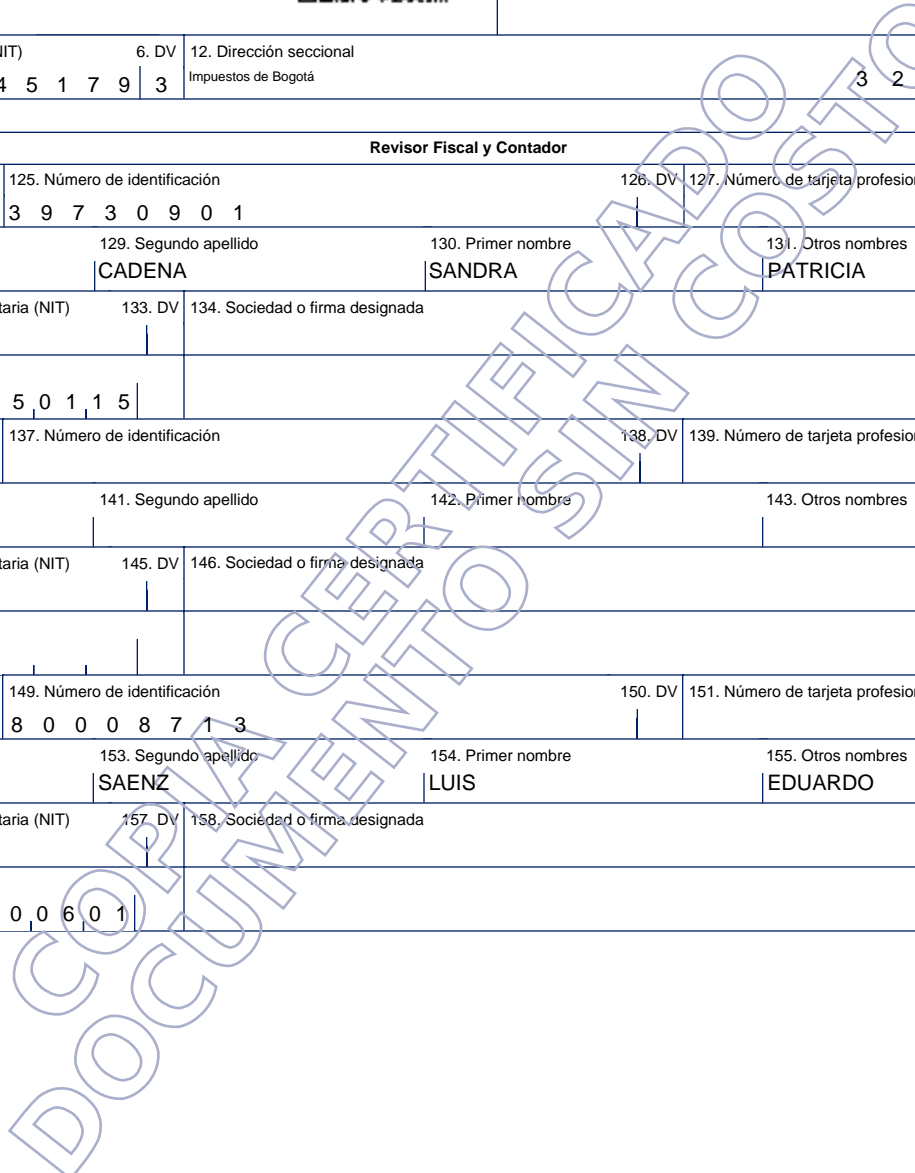 IT) 6. DV 12. Dirección seccional
4 5 1 7 9 3 Impuestos de Bogotá 3 2
Revisor Fiscal y Contador
125. Número de identificación 126. DV 127. Número de tarjeta profesion
3 9 7 3 0 9 0 1
129. Segundo apellido 130. Primer nombre 131. Otros nombres
CADENA SANDRA PATRICIA
taria (NIT) 133. DV 134. Sociedad o firma designada
5 0 1 1 5
137. Número de identificación 138. DV 139. Número de tarjeta profesion
141. Segundo apellido 142. Primer nombre 143. Otros nombres
taria (NIT) 145. DV 146. Sociedad o firma designada
149. Número de identificación 150. DV 151. Número de tarjeta profesion
8 0 0 0 8 7 1 3
153. Segundo apellido 154. Primer nombre 155. Otros nombres
SAENZ LUIS EDUARDO
taria (NIT) 157. DV 158. Sociedad o firma designada
0 0 6 0 1
COPIA CERTIFICADO
DOCUMENTO SIN COSTO